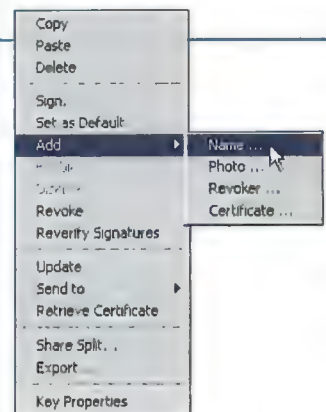 Copy
Paste
Delete
Sign.
Set as Default
Add
Name ...
Photo ...
Revoker ...
Certificate ...
Revoke
Reverify Signatures
Update
Send to
Retrieve Certificate
Share Split. .
Export
Key Properties